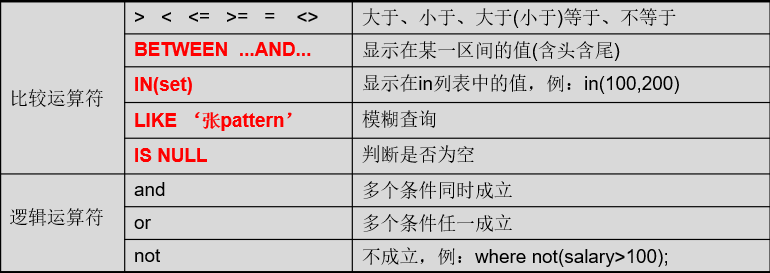 比较运算符
> < <= >= = <> 大于、小于、大于(小于)等于、不等于
BETWEEN ...AND... 显示在某一区间的值(含头含尾)
IN(set) 显示在in列表中的值，例：in(100,200)
LIKE ‘张pattern’ 模糊查询
IS NULL 判断是否为空
逻辑运算符
and 多个条件同时成立
or 多个条件任一成立
not 不成立，例：where not(salary>100);